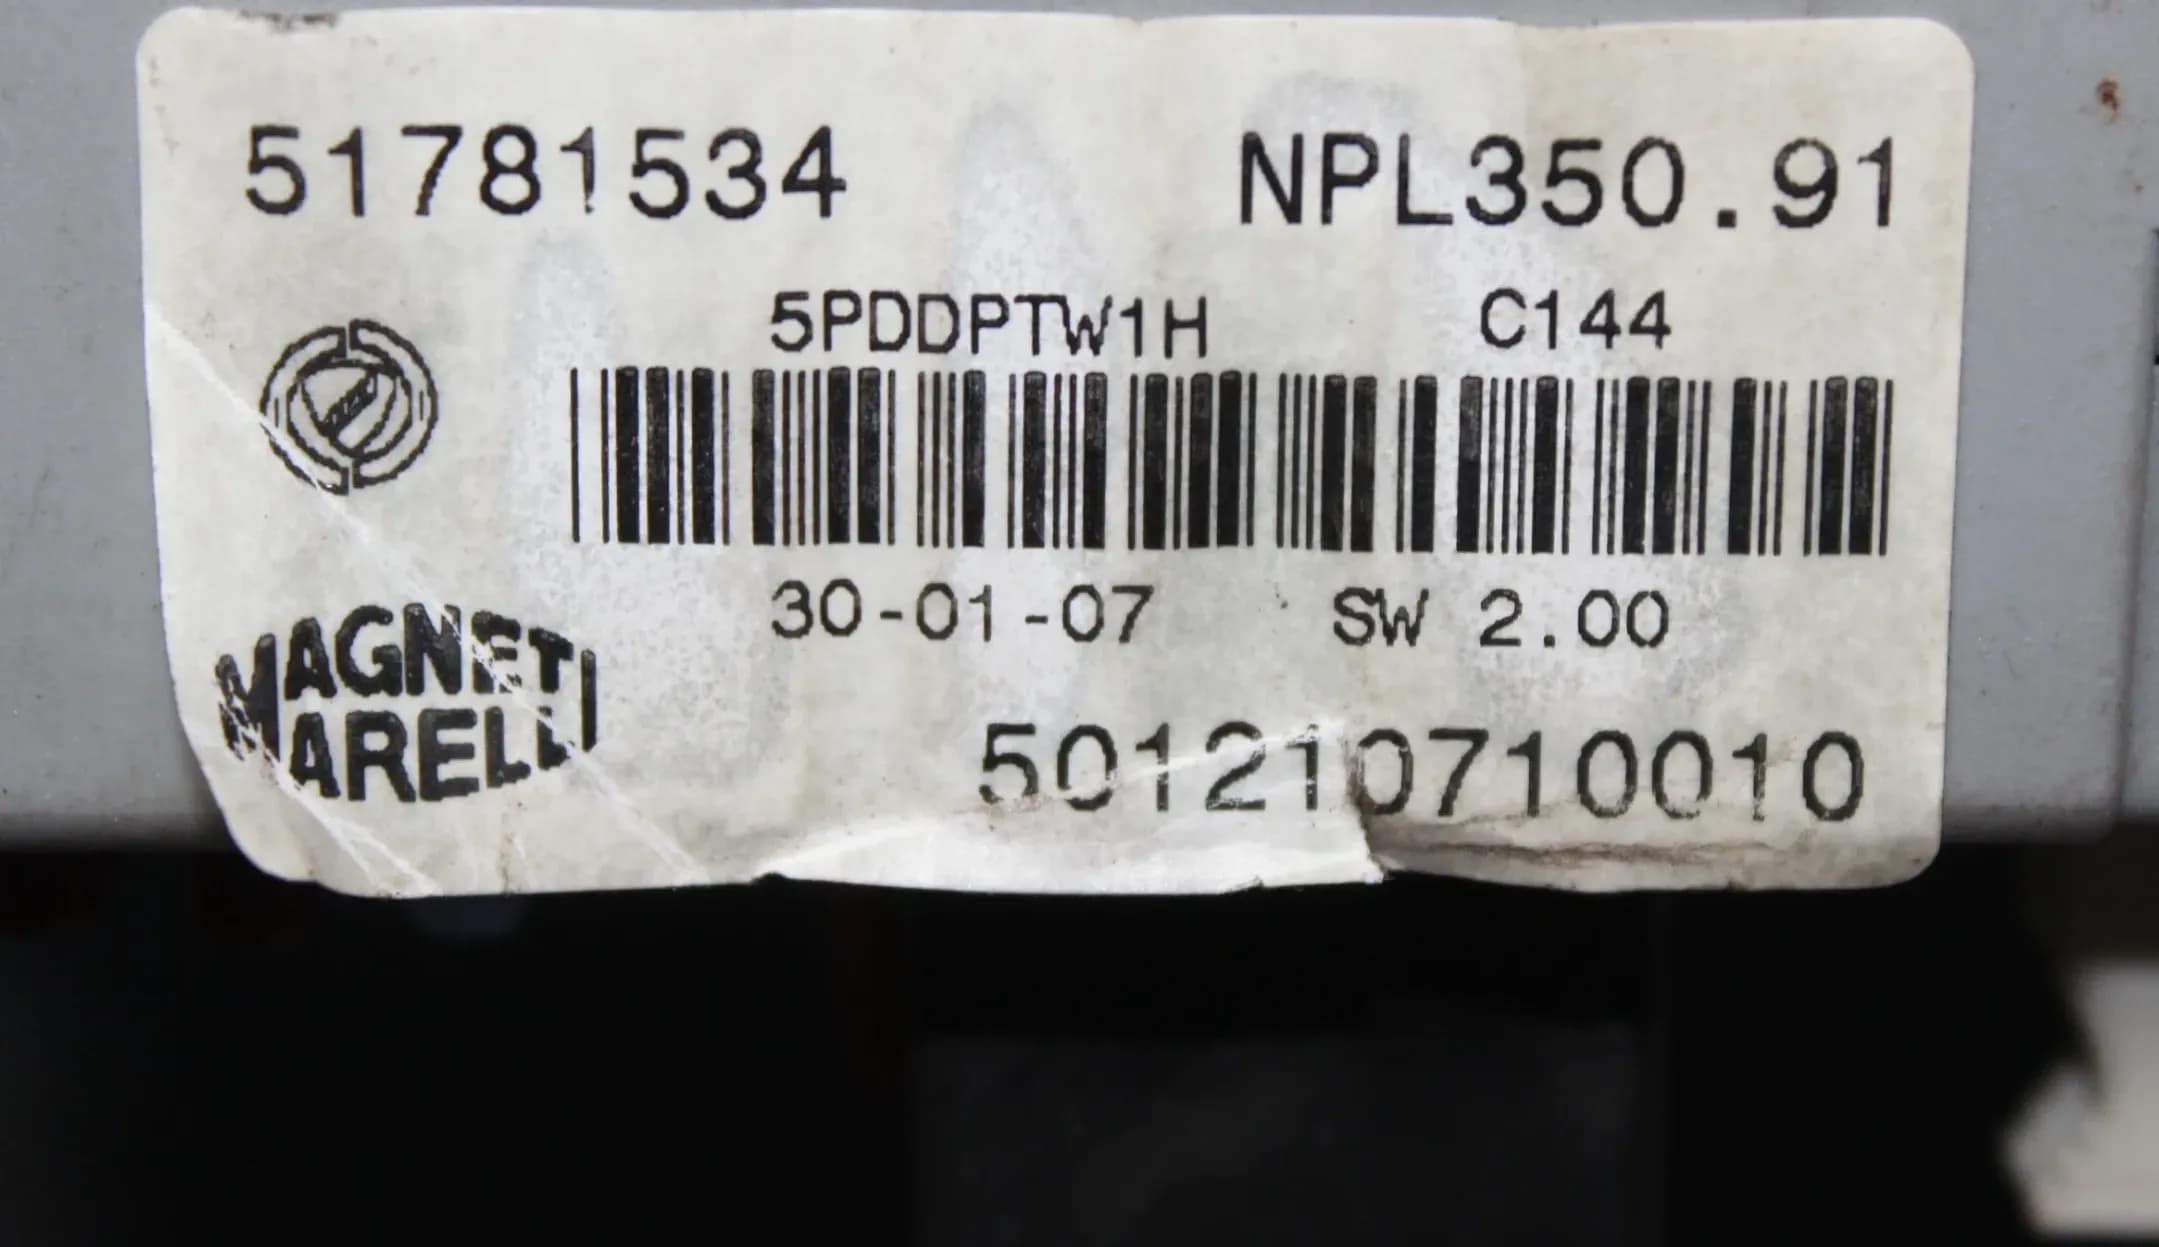 51781534 NPL350.91
5PDDPTW1H C144
30-01-07 SW 2.00
MAGNETI
MARELLI
501210710010